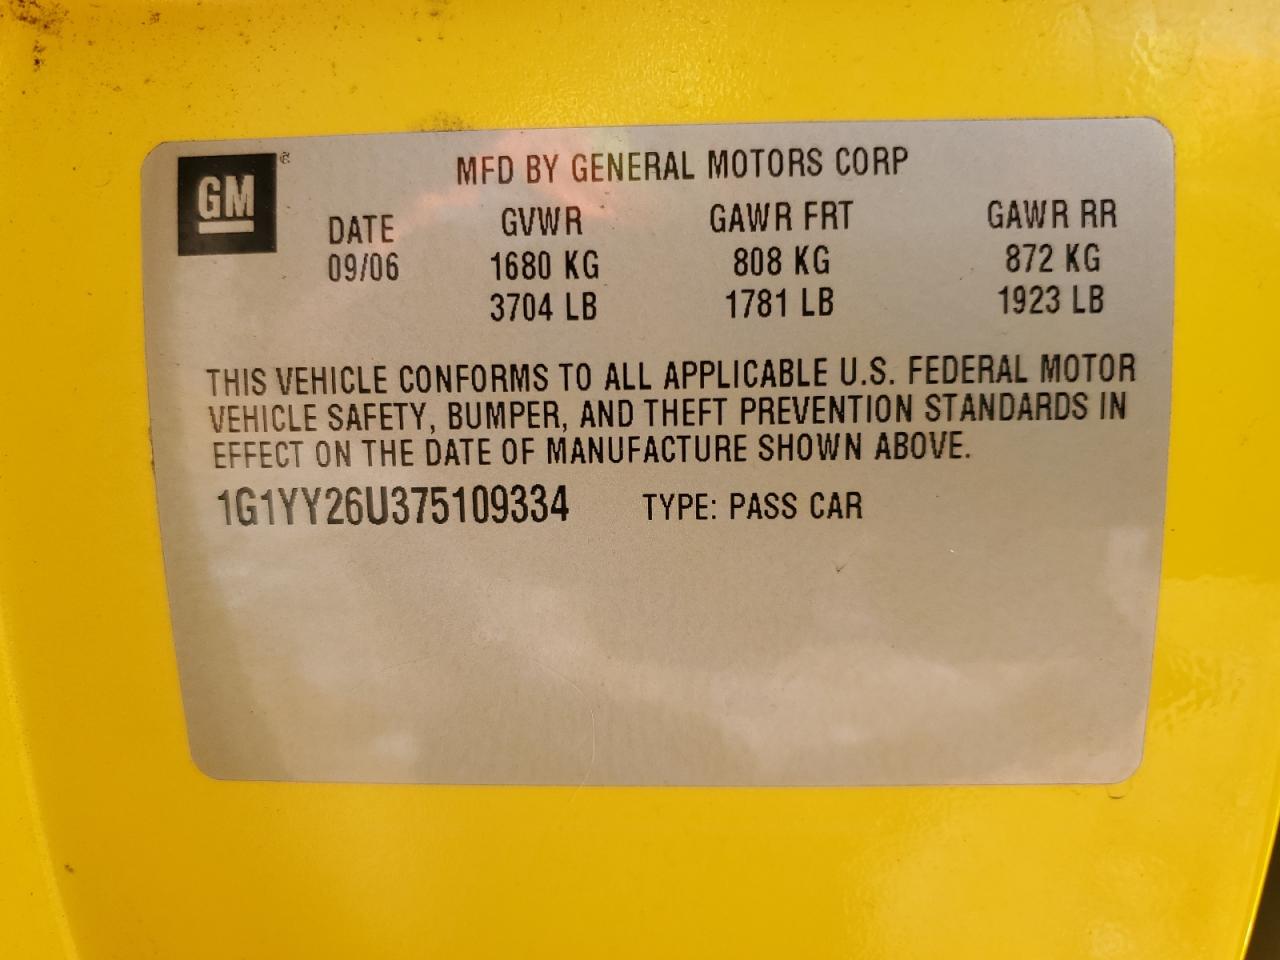 GM ®
MFD BY GENERAL MOTORS CORP
DATE GVWR GAWR FRT GAWR RR
09/06 1680 KG 808 KG 872 KG
3704 LB 1781 LB 1923 LB
THIS VEHICLE CONFORMS TO ALL APPLICABLE U.S. FEDERAL MOTOR
VEHICLE SAFETY, BUMPER, AND THEFT PREVENTION STANDARDS IN
EFFECT ON THE DATE OF MANUFACTURE SHOWN ABOVE.
1G1YY26U375109334 TYPE: PASS CAR